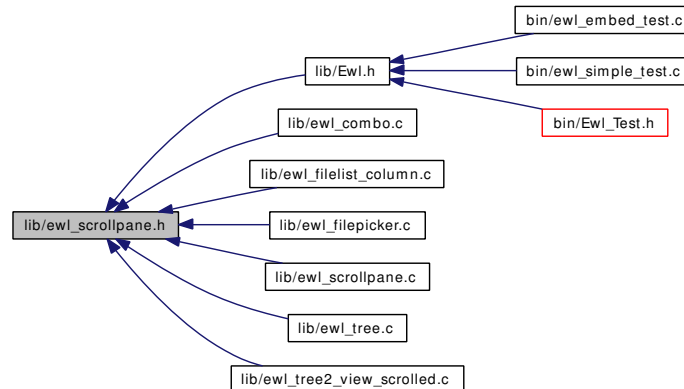 bin/ewl_embed_test.c
lib/Ewl.h
bin/ewl_simple_test.c
bin/Ewl_Test.h
lib/ewl_combo.c
lib/ewl_filelist_column.c
lib/ewl_scrollpane.h
lib/ewl_filepicker.c
lib/ewl_scrollpane.c
lib/ewl_tree.c
lib/ewl_tree2_view_scrolled.c